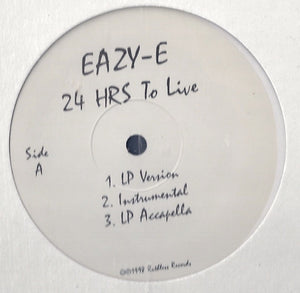 EAZY-E
24 HRS To Live
Side
A
1. LP Version
2. Instrumental
3. LP Accapella
©℗1998 Ruthless Records